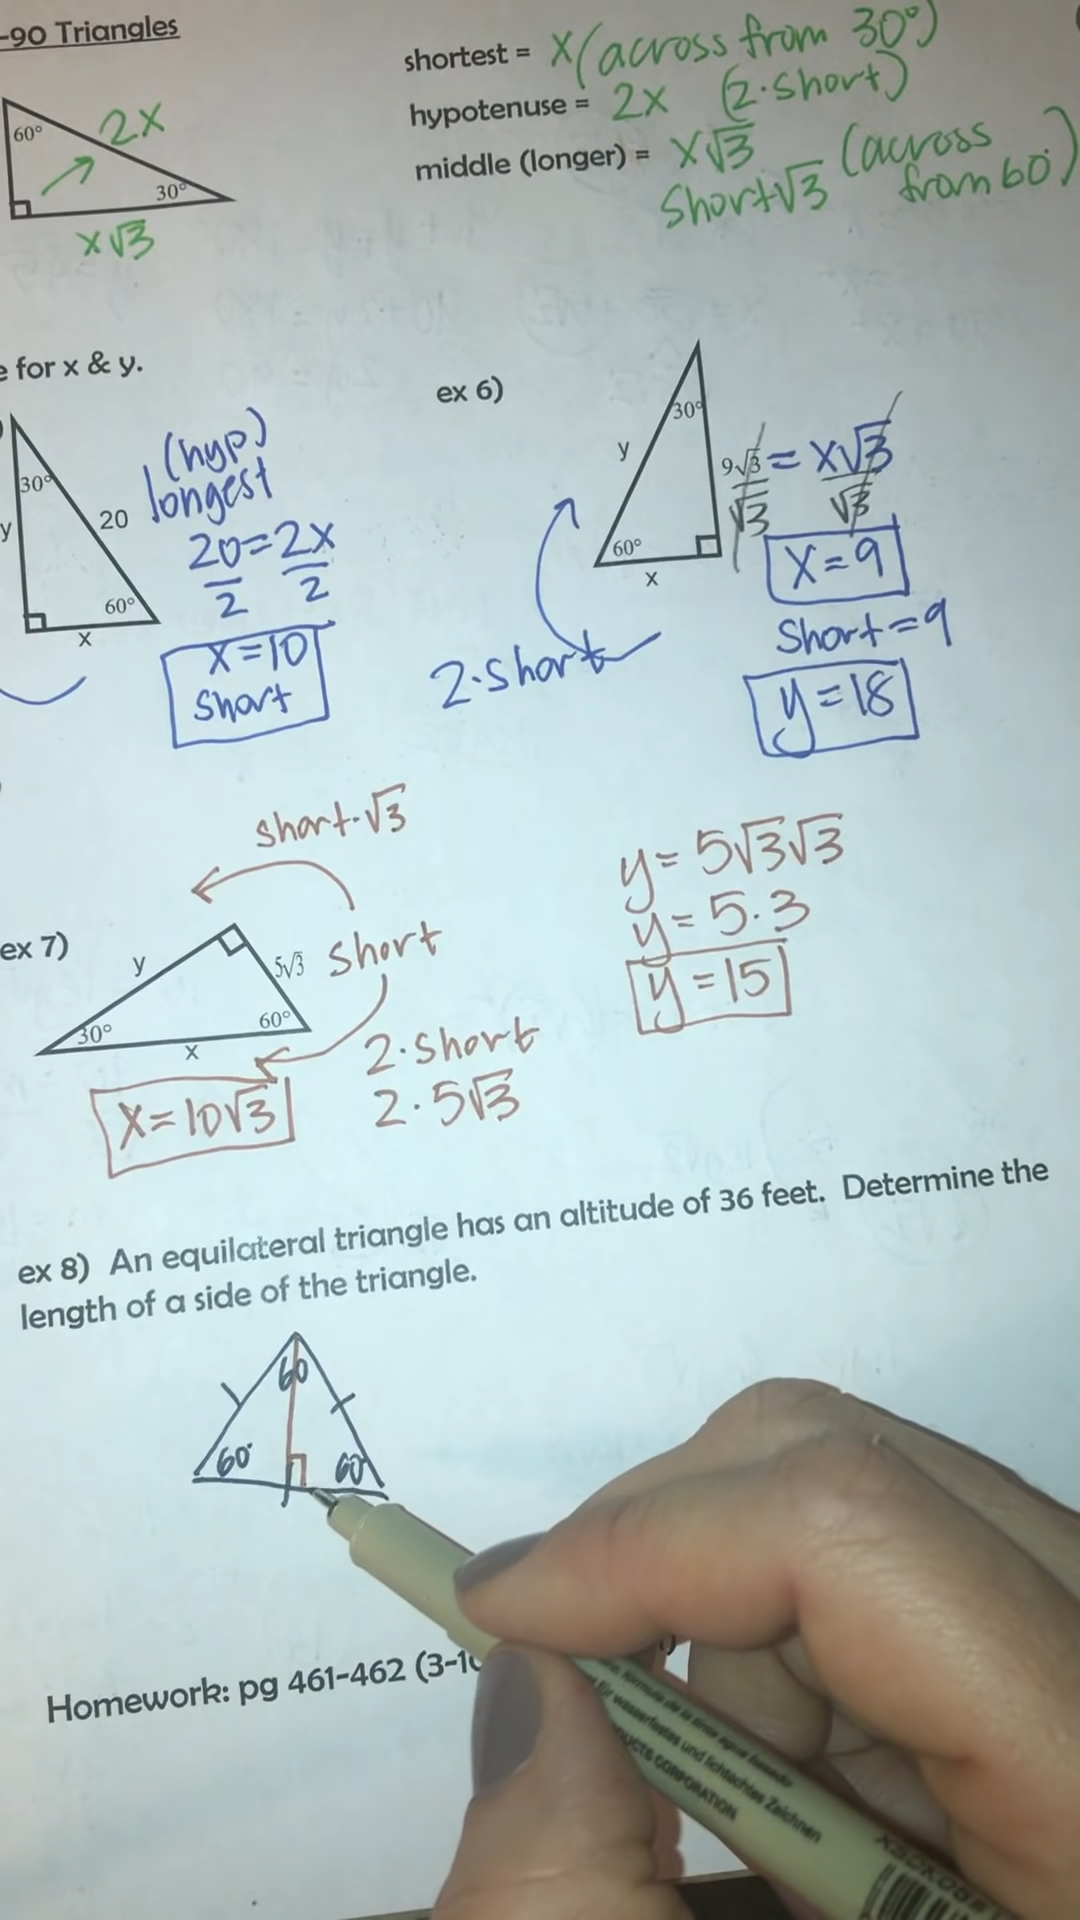 -90 Triangles
shortest = x (across from 30°)
hypotenuse = 2x (2·short)
middle (longer) = x√3 (across from 60°)
short√3
60°
2x
30°
x√3
for x & y.
30°
y
20
60°
x
(hyp)
longest
20=2x
2 2
x=10
short
ex 6)
30°
y
60°
x
9√3 = x√3
√3 √3
x=9
short=9
y=18
2·short
short·√3
ex 7)
y
5√3 short
30°
60°
x
2·short
2·5√3
x=10√3
y=5√3√3
y=5·3
y=15
ex 8) An equilateral triangle has an altitude of 36 feet. Determine the
length of a side of the triangle.
60
60°
60°
Homework: pg 461-462